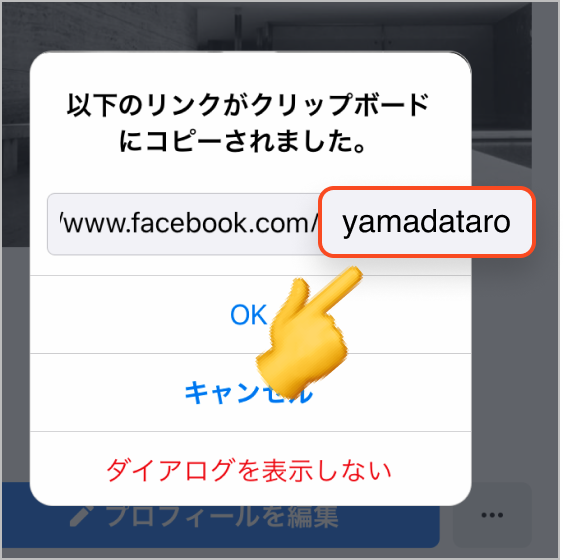 以下のリンクがクリップボード
にコピーされました。
/www.facebook.com/ yamadataro
OK
キャンセル
ダイアログを表示しない
プロフィールを編集